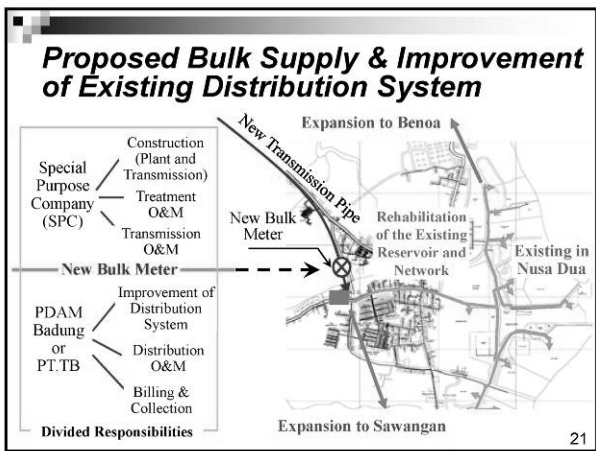 Proposed Bulk Supply & Improvement
of Existing Distribution System
Special
Purpose
Company
(SPC)
Construction
(Plant and
Transmission)
Treatment
O&M
Transmission
O&M
New Bulk Meter
PDAM
Badung
or
PT.TB
Improvement of
Distribution
System
Distribution
O&M
Billing &
Collection
Divided Responsibilities
New Transmission Pipe
Expansion to Benoa
New Bulk
Meter
Rehabilitation
of the Existing
Reservoir and
Network
Existing in
Nusa Dua
Expansion to Sawangan
21